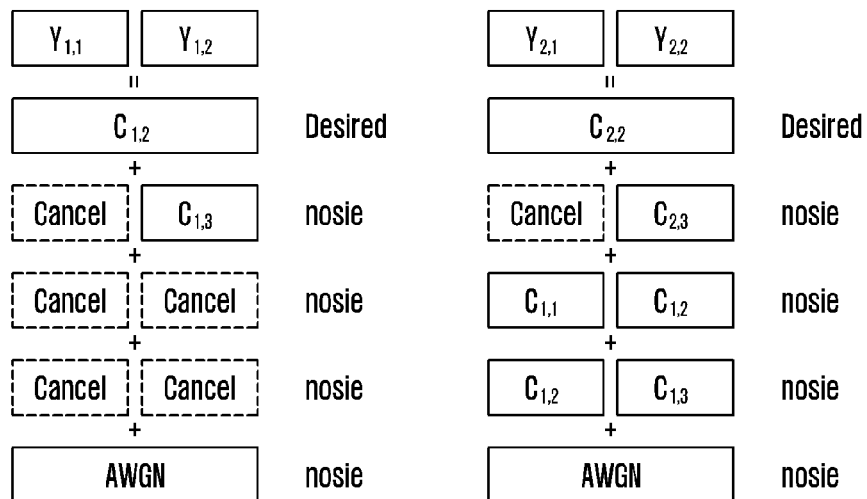 Y1,1 Y1,2 Y2,1 Y2,2
= =
C1,2 Desired C2,2 Desired
+ +
Cancel C1,3 nosie Cancel C2,3 nosie
+ +
Cancel Cancel nosie C1,1 C1,2 nosie
+ +
Cancel Cancel nosie C1,2 C1,3 nosie
+ +
AWGN nosie AWGN nosie